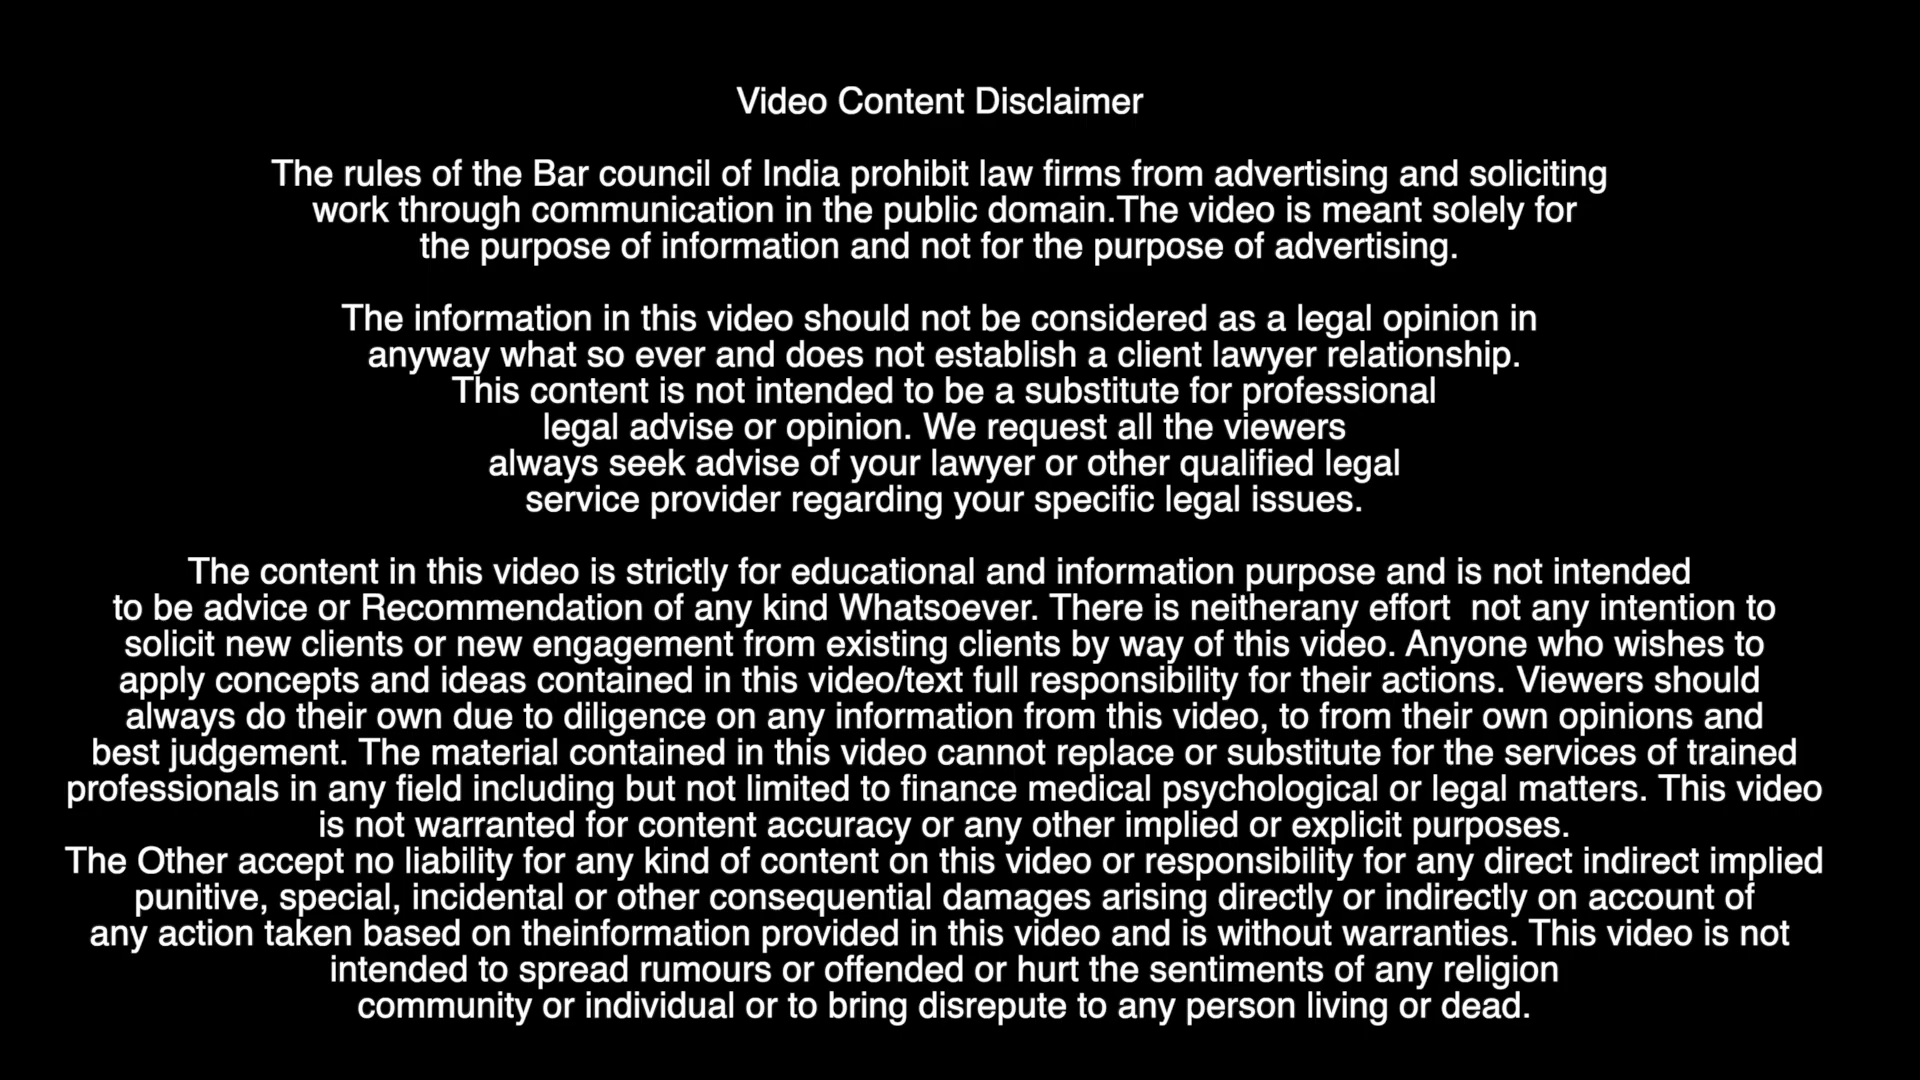 Video Content Disclaimer
The rules of the Bar council of India prohibit law firms from advertising and soliciting
work through communication in the public domain.The video is meant solely for
the purpose of information and not for the purpose of advertising.
The information in this video should not be considered as a legal opinion in
anyway what so ever and does not establish a client lawyer relationship.
This content is not intended to be a substitute for professional
legal advise or opinion. We request all the viewers
always seek advise of your lawyer or other qualified legal
service provider regarding your specific legal issues.
The content in this video is strictly for educational and information purpose and is not intended
to be advice or Recommendation of any kind Whatsoever. There is neitherany effort  not any intention to
solicit new clients or new engagement from existing clients by way of this video. Anyone who wishes to
apply concepts and ideas contained in this video/text full responsibility for their actions. Viewers should
always do their own due to diligence on any information from this video, to from their own opinions and
best judgement. The material contained in this video cannot replace or substitute for the services of trained
professionals in any field including but not limited to finance medical psychological or legal matters. This video
is not warranted for content accuracy or any other implied or explicit purposes.
The Other accept no liability for any kind of content on this video or responsibility for any direct indirect implied
punitive, special, incidental or other consequential damages arising directly or indirectly on account of
any action taken based on theinformation provided in this video and is without warranties. This video is not
intended to spread rumours or offended or hurt the sentiments of any religion
community or individual or to bring disrepute to any person living or dead.